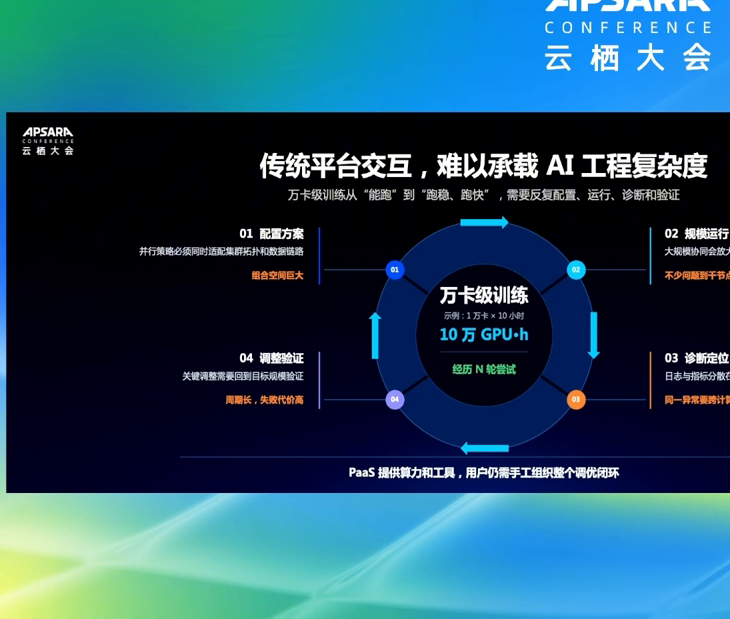 APSARA
CONFERENCE
云栖大会
APSARA
CONFERENCE
云栖大会
传统平台交互，难以承载 AI 工程复杂度
万卡级训练从“能跑”到“跑稳、跑快”，需要反复配置、运行、诊断和验证
01 配置方案
并行策略必须同时适配集群拓扑和数据链路
组合空间巨大
02 规模运行
大规模协同会放大
不少问题到千节点
01
02
万卡级训练
示例：1 万卡 × 10 小时
10 万 GPU·h
经历 N 轮尝试
04 调整验证
关键调整需要回到目标规模验证
周期长，失败代价高
03 诊断定位
日志与指标分散在
同一异常要跨计算
04
03
PaaS 提供算力和工具，用户仍需手工组织整个调优闭环